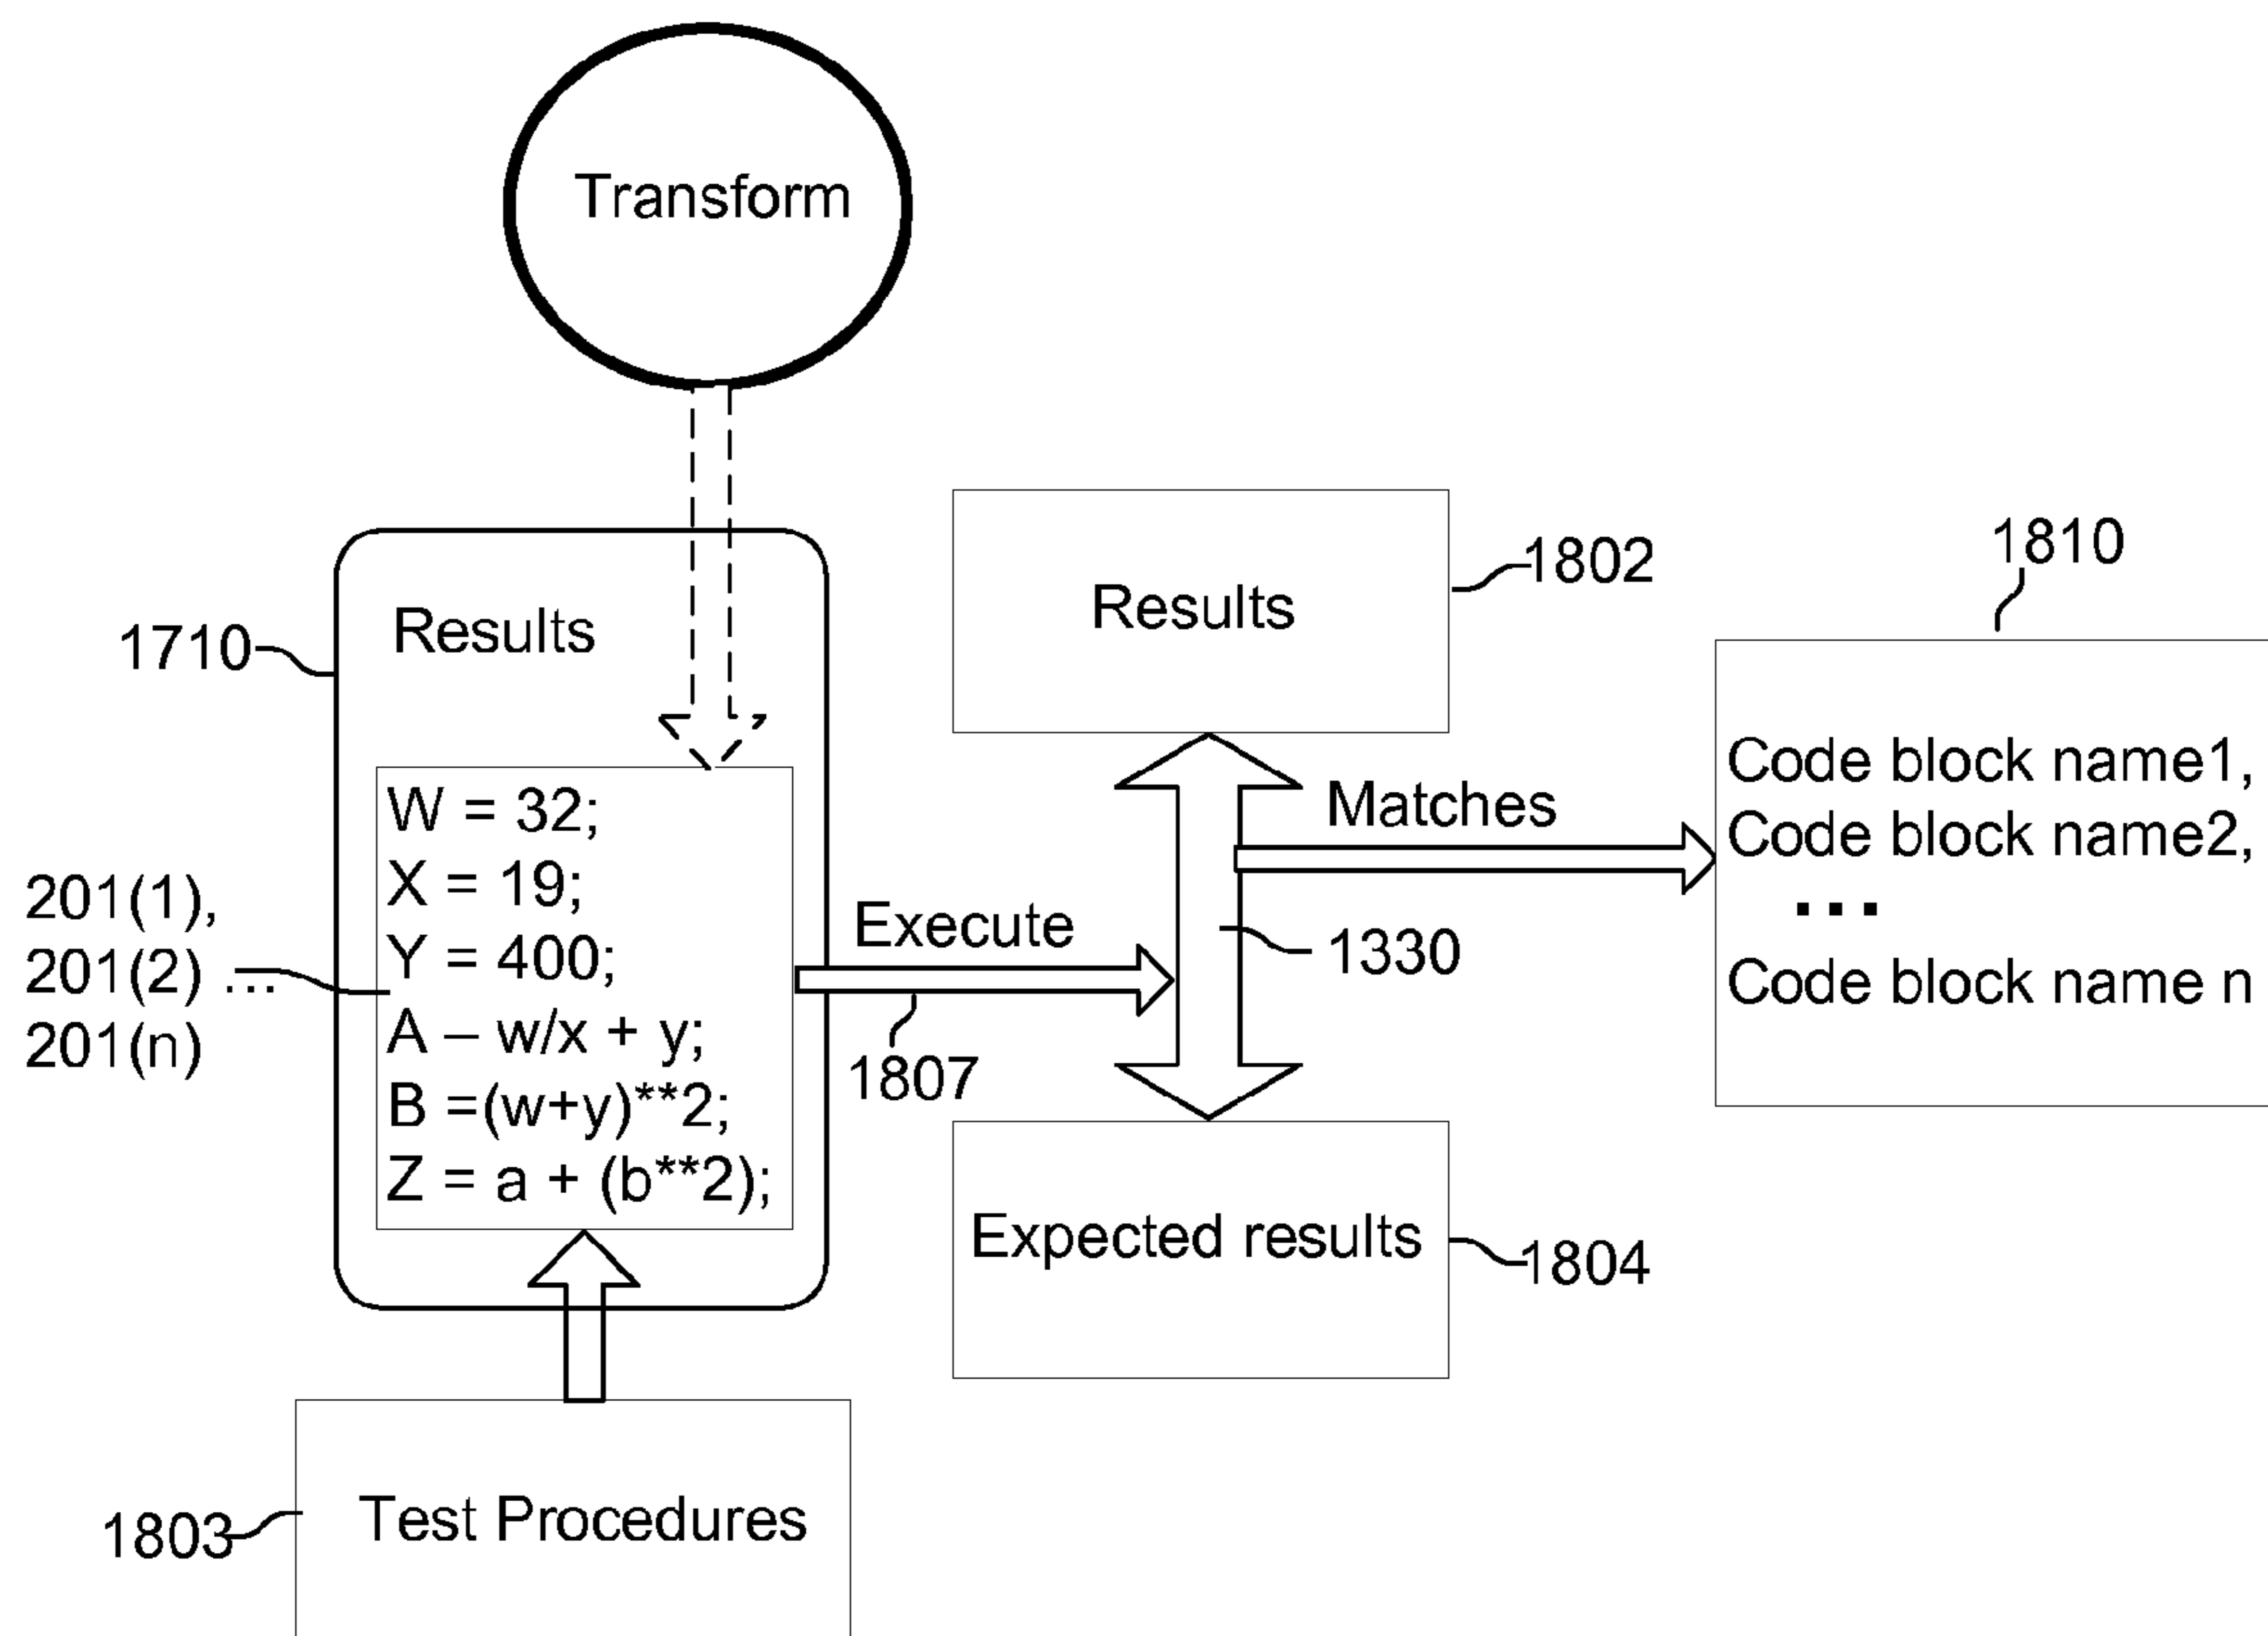 Transform
1710
Results
W = 32;
X = 19;
Y = 400;
A – w/x + y;
B =(w+y)**2;
Z = a + (b**2);
201(1),
201(2) ...
201(n)
Execute
1807
Results
1802
Matches
1330
Expected results
1804
1810
Code block name1,
Code block name2,
...
Code block name n
Test Procedures
1803